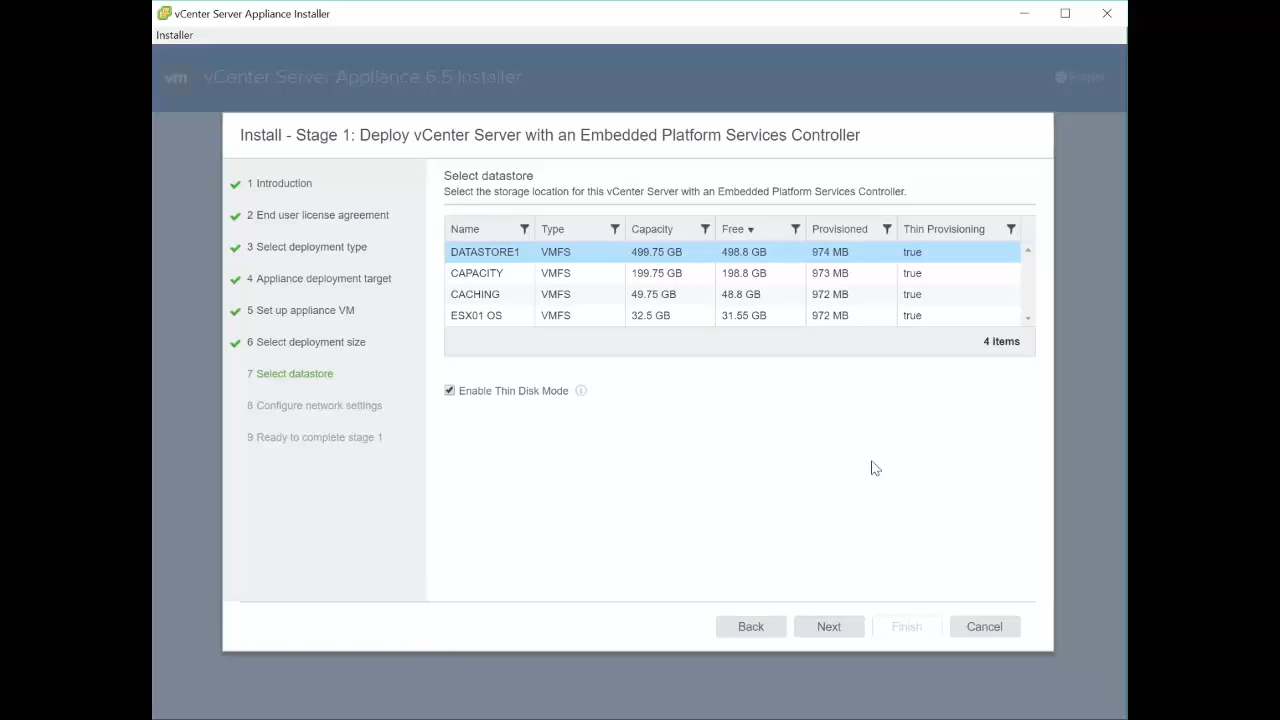 vCenter Server Appliance Installer
Installer
vm vCenter Server Appliance 6.5 Installer
English
Install - Stage 1: Deploy vCenter Server with an Embedded Platform Services Controller
1 Introduction
2 End user license agreement
3 Select deployment type
4 Appliance deployment target
5 Set up appliance VM
6 Select deployment size
7 Select datastore
8 Configure network settings
9 Ready to complete stage 1
Select datastore
Select the storage location for this vCenter Server with an Embedded Platform Services Controller.
Name Type Capacity Free Provisioned Thin Provisioning
DATASTORE1 VMFS 499.75 GB 498.8 GB 974 MB true
CAPACITY VMFS 199.75 GB 198.8 GB 973 MB true
CACHING VMFS 49.75 GB 48.8 GB 972 MB true
ESX01 OS VMFS 32.5 GB 31.55 GB 972 MB true
4 items
Enable Thin Disk Mode
Back Next Finish Cancel